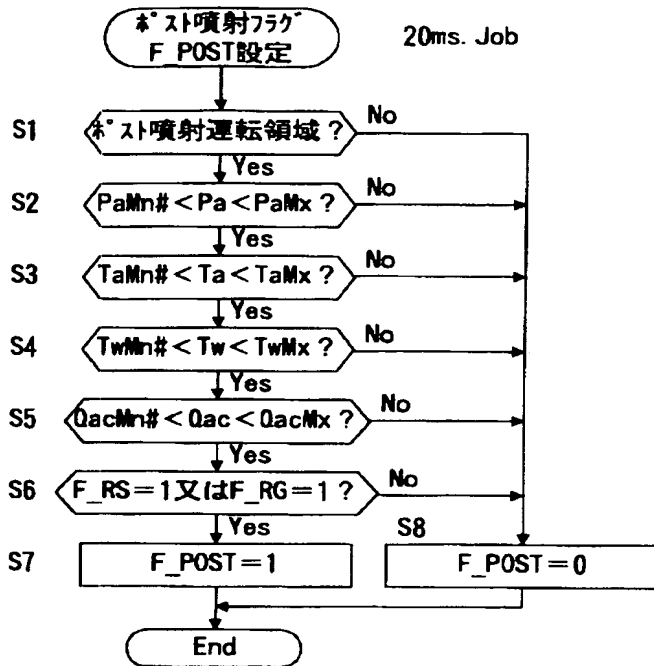 ﾎﾟｽﾄ噴射ﾌﾗｸﾞ
F_POST設定
20ms. Job
S1
ﾎﾟｽﾄ噴射運転領域？
No
Yes
S2
PaMn#＜Pa＜PaMx？
No
Yes
S3
TaMn#＜Ta＜TaMx？
No
Yes
S4
TwMn#＜Tw＜TwMx？
No
Yes
S5
QacMn#＜Qac＜QacMx？
No
Yes
S6
F_RS＝1又はF_RG＝1？
No
Yes
S8
S7
F_POST＝1
F_POST＝0
End